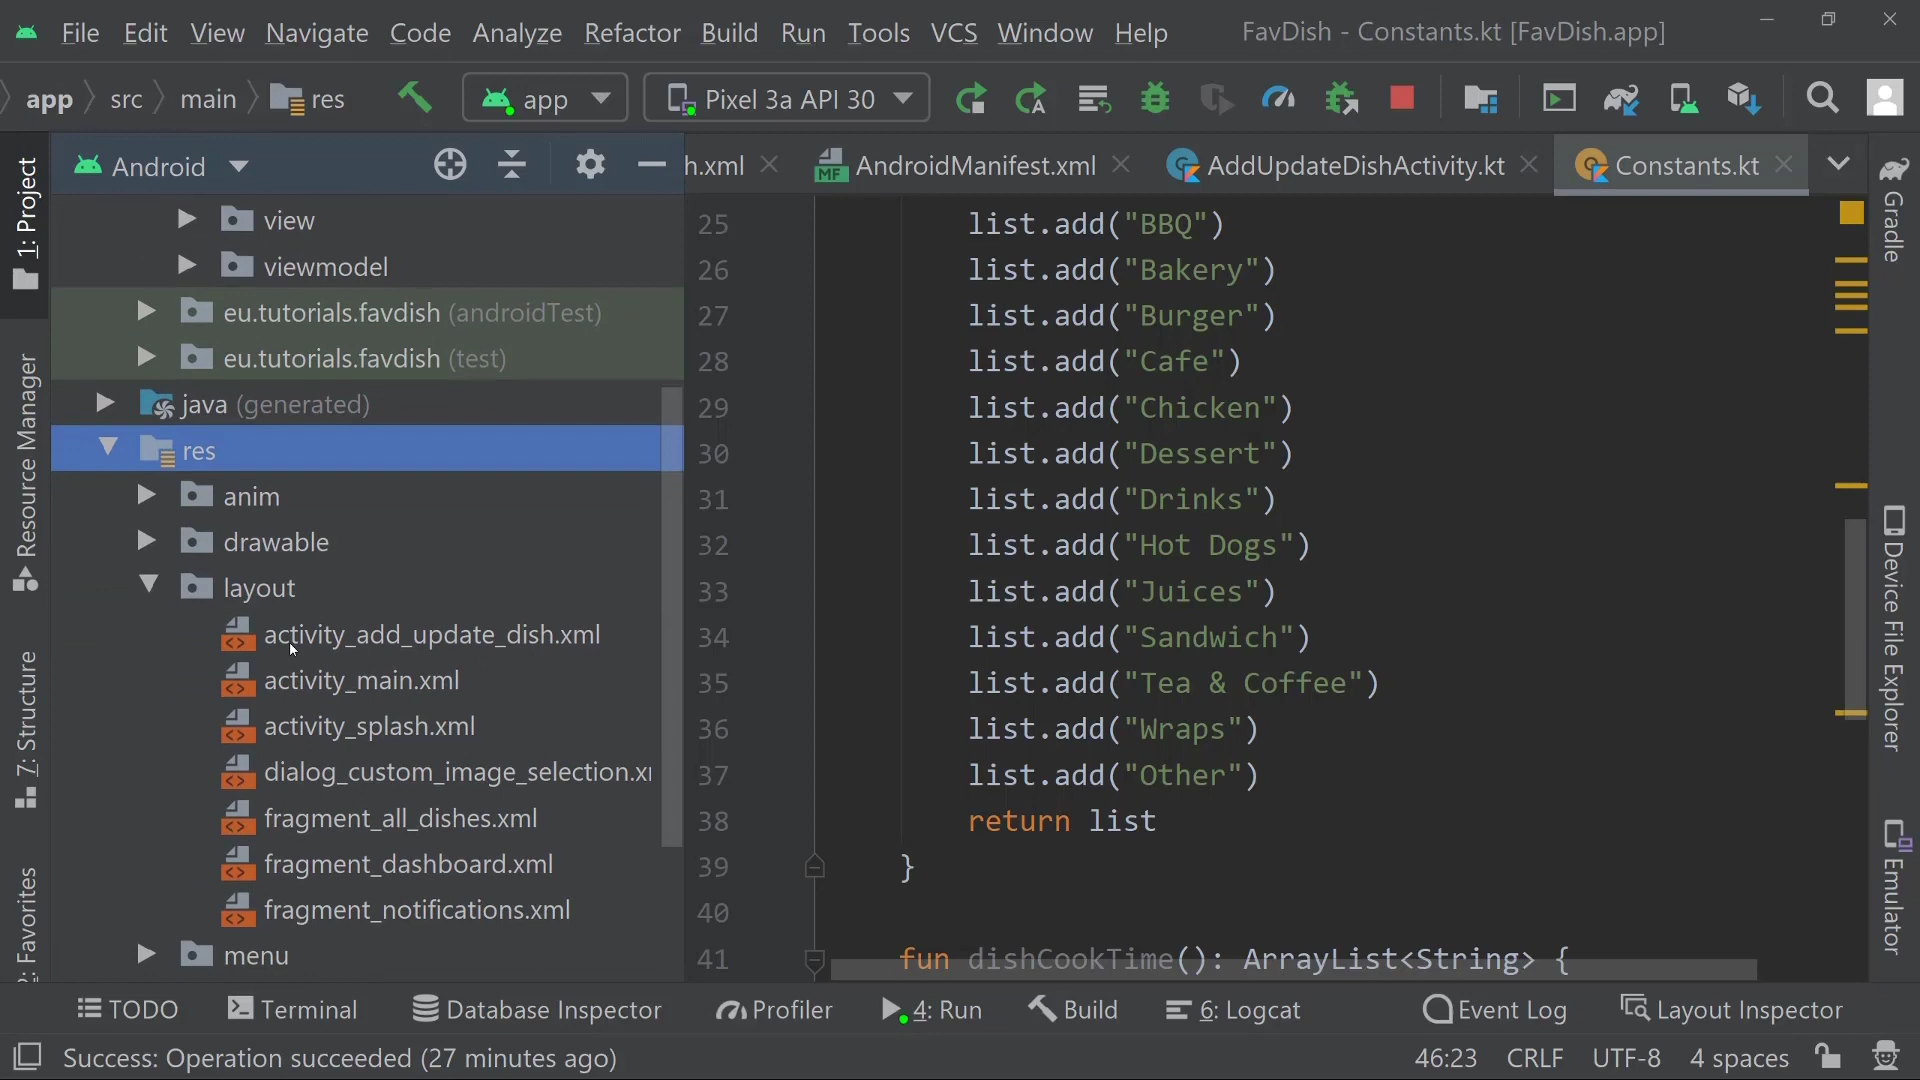 File Edit View Navigate Code Analyze Refactor Build Run Tools VCS Window Help FavDish - Constants.kt [FavDish.app]
app src main res app Pixel 3a API 30
Android
h.xml AndroidManifest.xml AddUpdateDishActivity.kt Constants.kt
1: Project
Resource Manager
7: Structure
2: Favorites
view
viewmodel
eu.tutorials.favdish (androidTest)
eu.tutorials.favdish (test)
java (generated)
res
anim
drawable
layout
activity_add_update_dish.xml
activity_main.xml
activity_splash.xml
dialog_custom_image_selection.x
fragment_all_dishes.xml
fragment_dashboard.xml
fragment_notifications.xml
menu
25 list.add("BBQ")
26 list.add("Bakery")
27 list.add("Burger")
28 list.add("Cafe")
29 list.add("Chicken")
30 list.add("Dessert")
31 list.add("Drinks")
32 list.add("Hot Dogs")
33 list.add("Juices")
34 list.add("Sandwich")
35 list.add("Tea & Coffee")
36 list.add("Wraps")
37 list.add("Other")
38 return list
39 }
40
41 fun dishCookTime(): ArrayList<String> {
Gradle
Device File Explorer
Emulator
TODO Terminal Database Inspector Profiler 4: Run Build 6: Logcat Event Log Layout Inspector
Success: Operation succeeded (27 minutes ago) 46:23 CRLF UTF-8 4 spaces